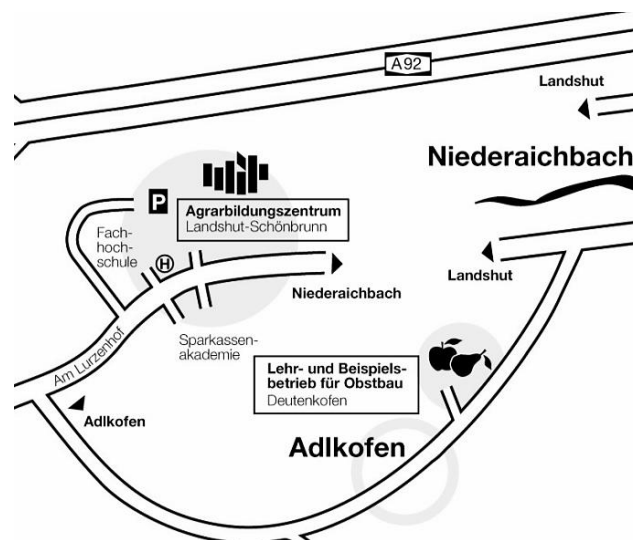 A92
Landshut
Niederaichbach
P
Agrarbildungszentrum
Landshut-Schönbrunn
Fach-
hoch-
schule
H
Landshut
Niederaichbach
Am Lurzenhof
Sparkassen-
akademie
Lehr- und Beispiels-
betrieb für Obstbau
Deutenkofen
Adlkofen
Adlkofen